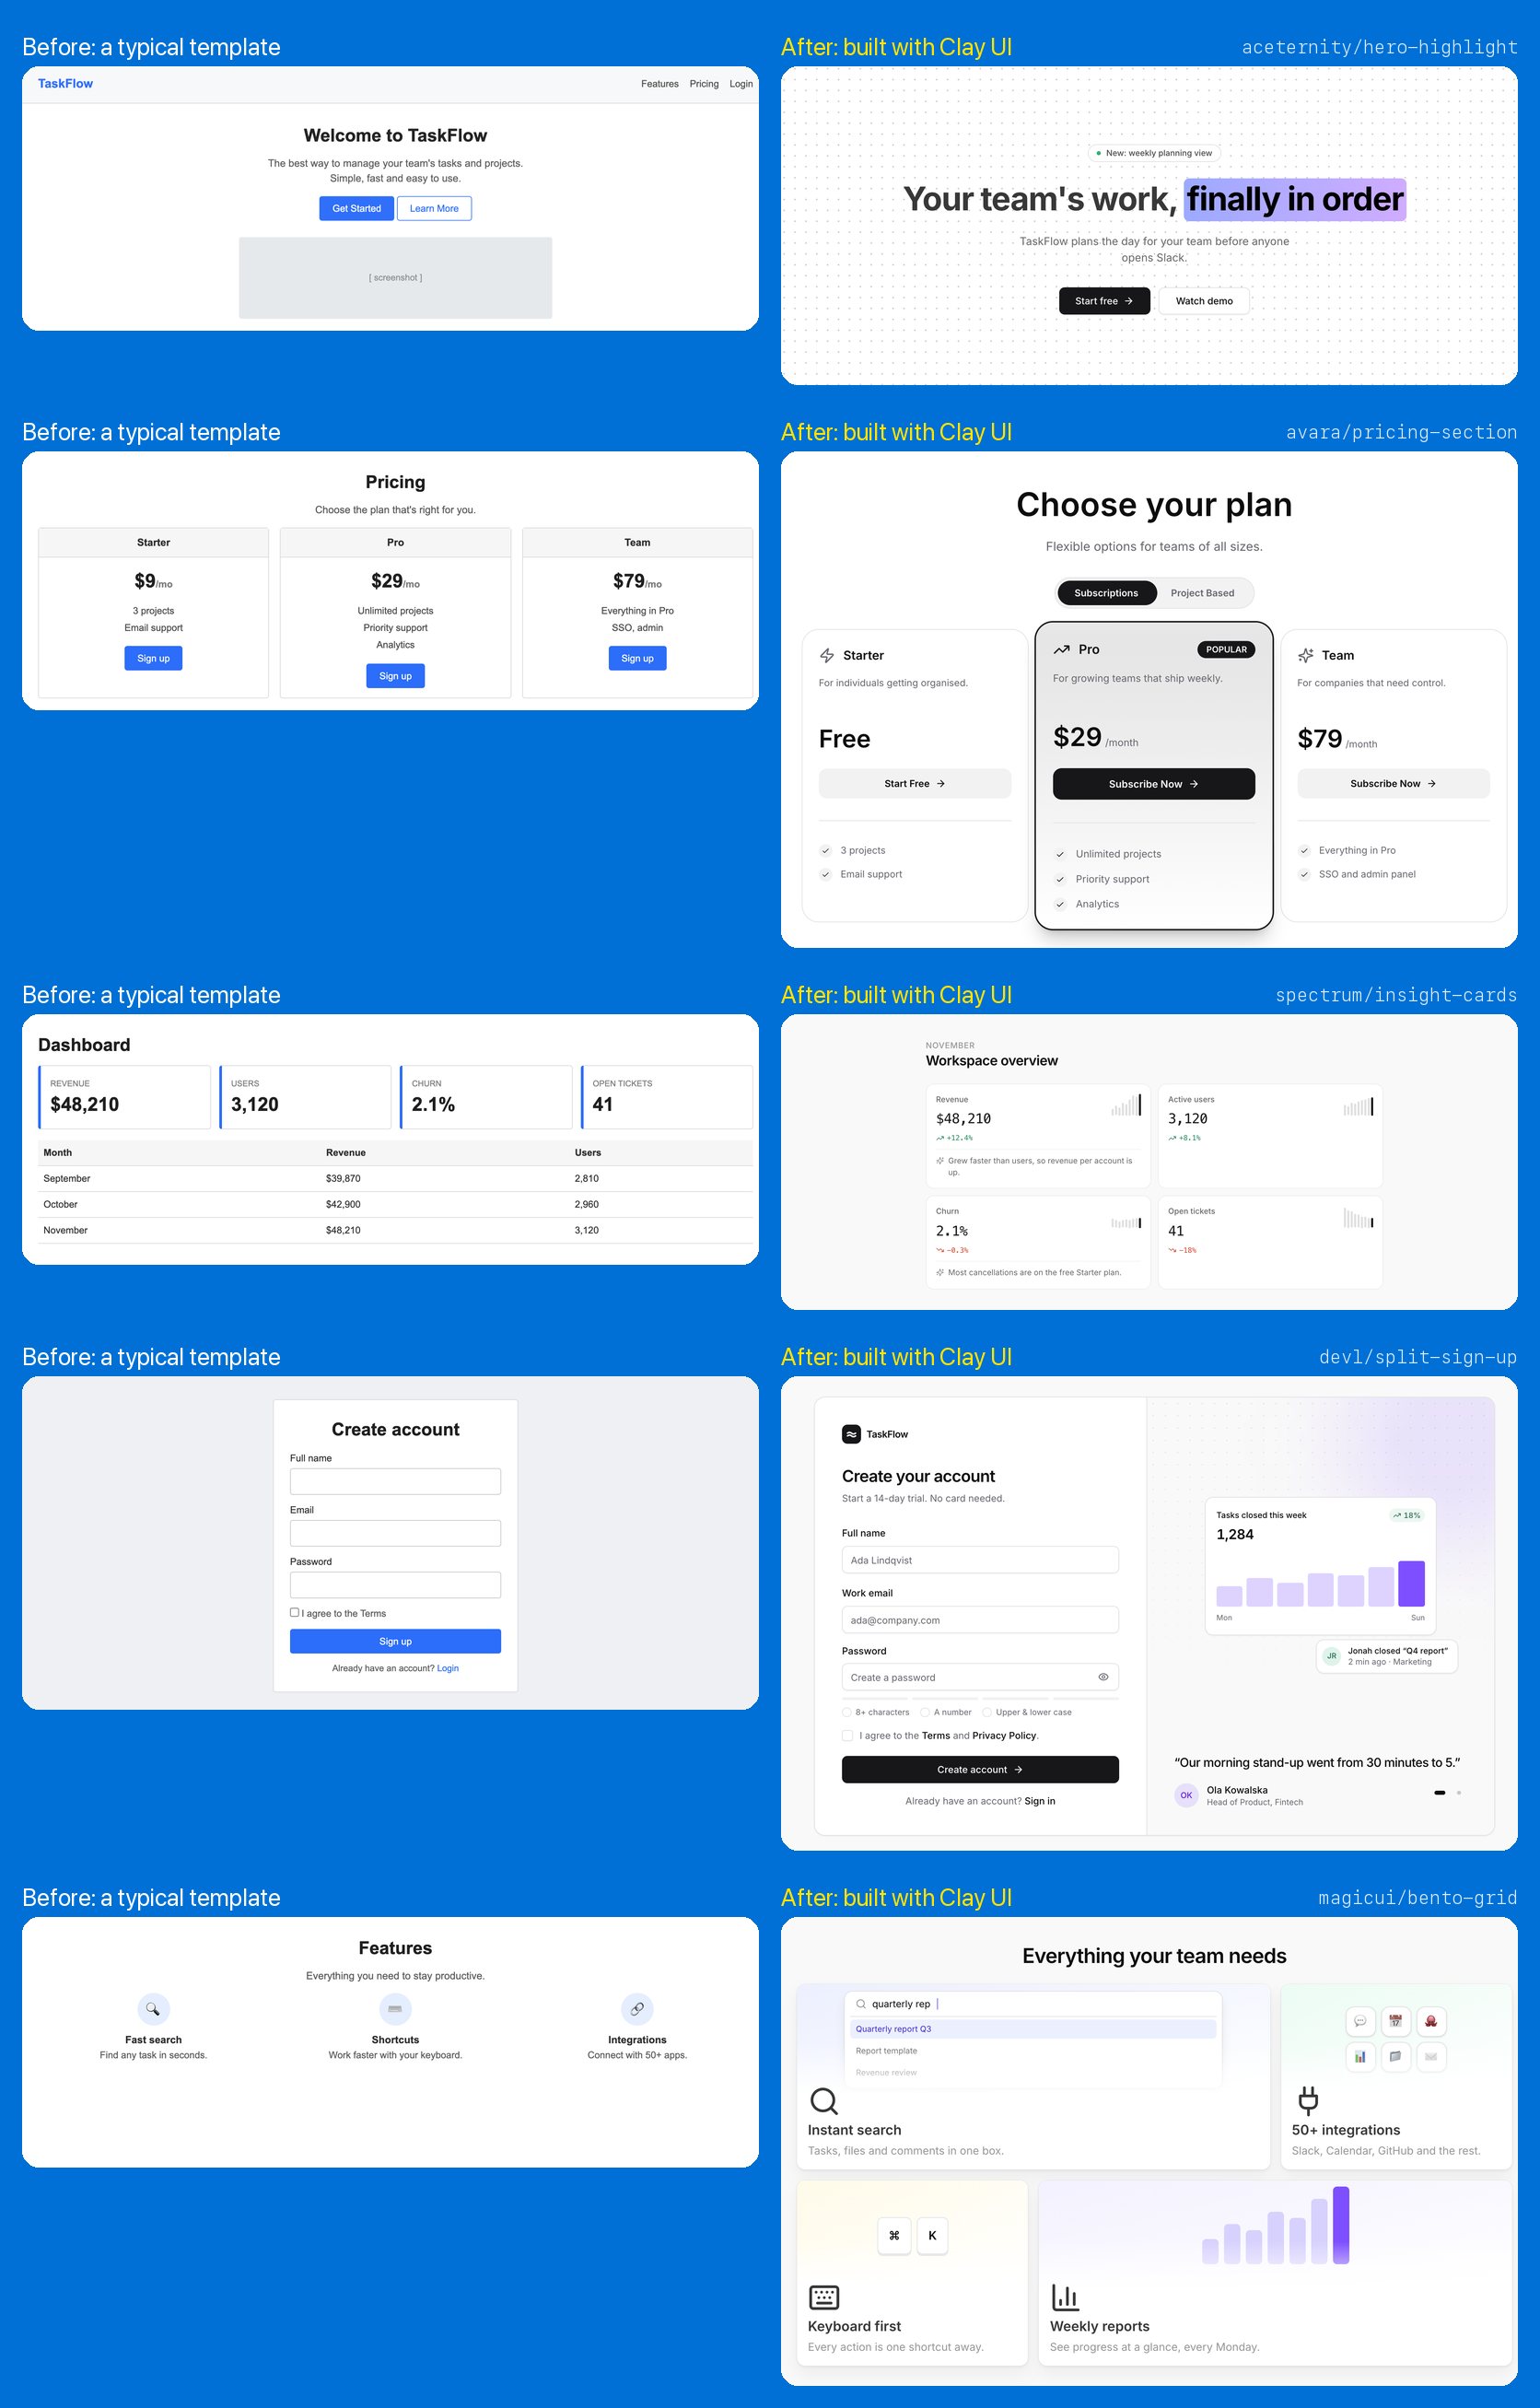 Before: a typical template
TaskFlow
Features Pricing Login
Welcome to TaskFlow
The best way to manage your team's tasks and projects.
Simple, fast and easy to use.
Get Started Learn More
[ screenshot ]
After: built with Clay UI
aceternity/hero-highlight
New: weekly planning view
Your team's work, finally in order
TaskFlow plans the day for your team before anyone
opens Slack.
Start free → Watch demo
Before: a typical template
Pricing
Choose the plan that's right for you.
Starter
$9/mo
3 projects
Email support
Sign up
Pro
$29/mo
Unlimited projects
Priority support
Analytics
Sign up
Team
$79/mo
Everything in Pro
SSO, admin
Sign up
After: built with Clay UI
avara/pricing-section
Choose your plan
Flexible options for teams of all sizes.
Subscriptions Project Based
Starter
For individuals getting organised.
Free
Start Free →
3 projects
Email support
Pro
POPULAR
For growing teams that ship weekly.
$29 /month
Subscribe Now →
Unlimited projects
Priority support
Analytics
Team
For companies that need control.
$79 /month
Subscribe Now →
Everything in Pro
SSO and admin panel
Before: a typical template
Dashboard
REVENUE
$48,210
USERS
3,120
CHURN
2.1%
OPEN TICKETS
41
Month Revenue Users
September $39,870 2,810
October $42,900 2,960
November $48,210 3,120
After: built with Clay UI
spectrum/insight-cards
NOVEMBER
Workspace overview
Revenue
$48,210
+12.4%
Grew faster than users, so revenue per account is
up.
Active users
3,120
+8.1%
Churn
2.1%
-0.3%
Most cancellations are on the free Starter plan.
Open tickets
41
-18%
Before: a typical template
Create account
Full name
Email
Password
I agree to the Terms
Sign up
Already have an account? Login
After: built with Clay UI
devl/split-sign-up
TaskFlow
Create your account
Start a 14-day trial. No card needed.
Full name
Ada Lindqvist
Work email
ada@company.com
Password
Create a password
8+ characters A number Upper & lower case
I agree to the Terms and Privacy Policy.
Create account →
Already have an account? Sign in
Tasks closed this week
18%
1,284
Mon Sun
JR
Jonah closed “Q4 report”
2 min ago · Marketing
“Our morning stand-up went from 30 minutes to 5.”
OK
Ola Kowalska
Head of Product, Fintech
Before: a typical template
Features
Everything you need to stay productive.
Fast search
Find any task in seconds.
Shortcuts
Work faster with your keyboard.
Integrations
Connect with 50+ apps.
After: built with Clay UI
magicui/bento-grid
Everything your team needs
quarterly rep
Quarterly report Q3
Report template
Revenue review
Instant search
Tasks, files and comments in one box.
50+ integrations
Slack, Calendar, GitHub and the rest.
⌘ K
Keyboard first
Every action is one shortcut away.
Weekly reports
See progress at a glance, every Monday.